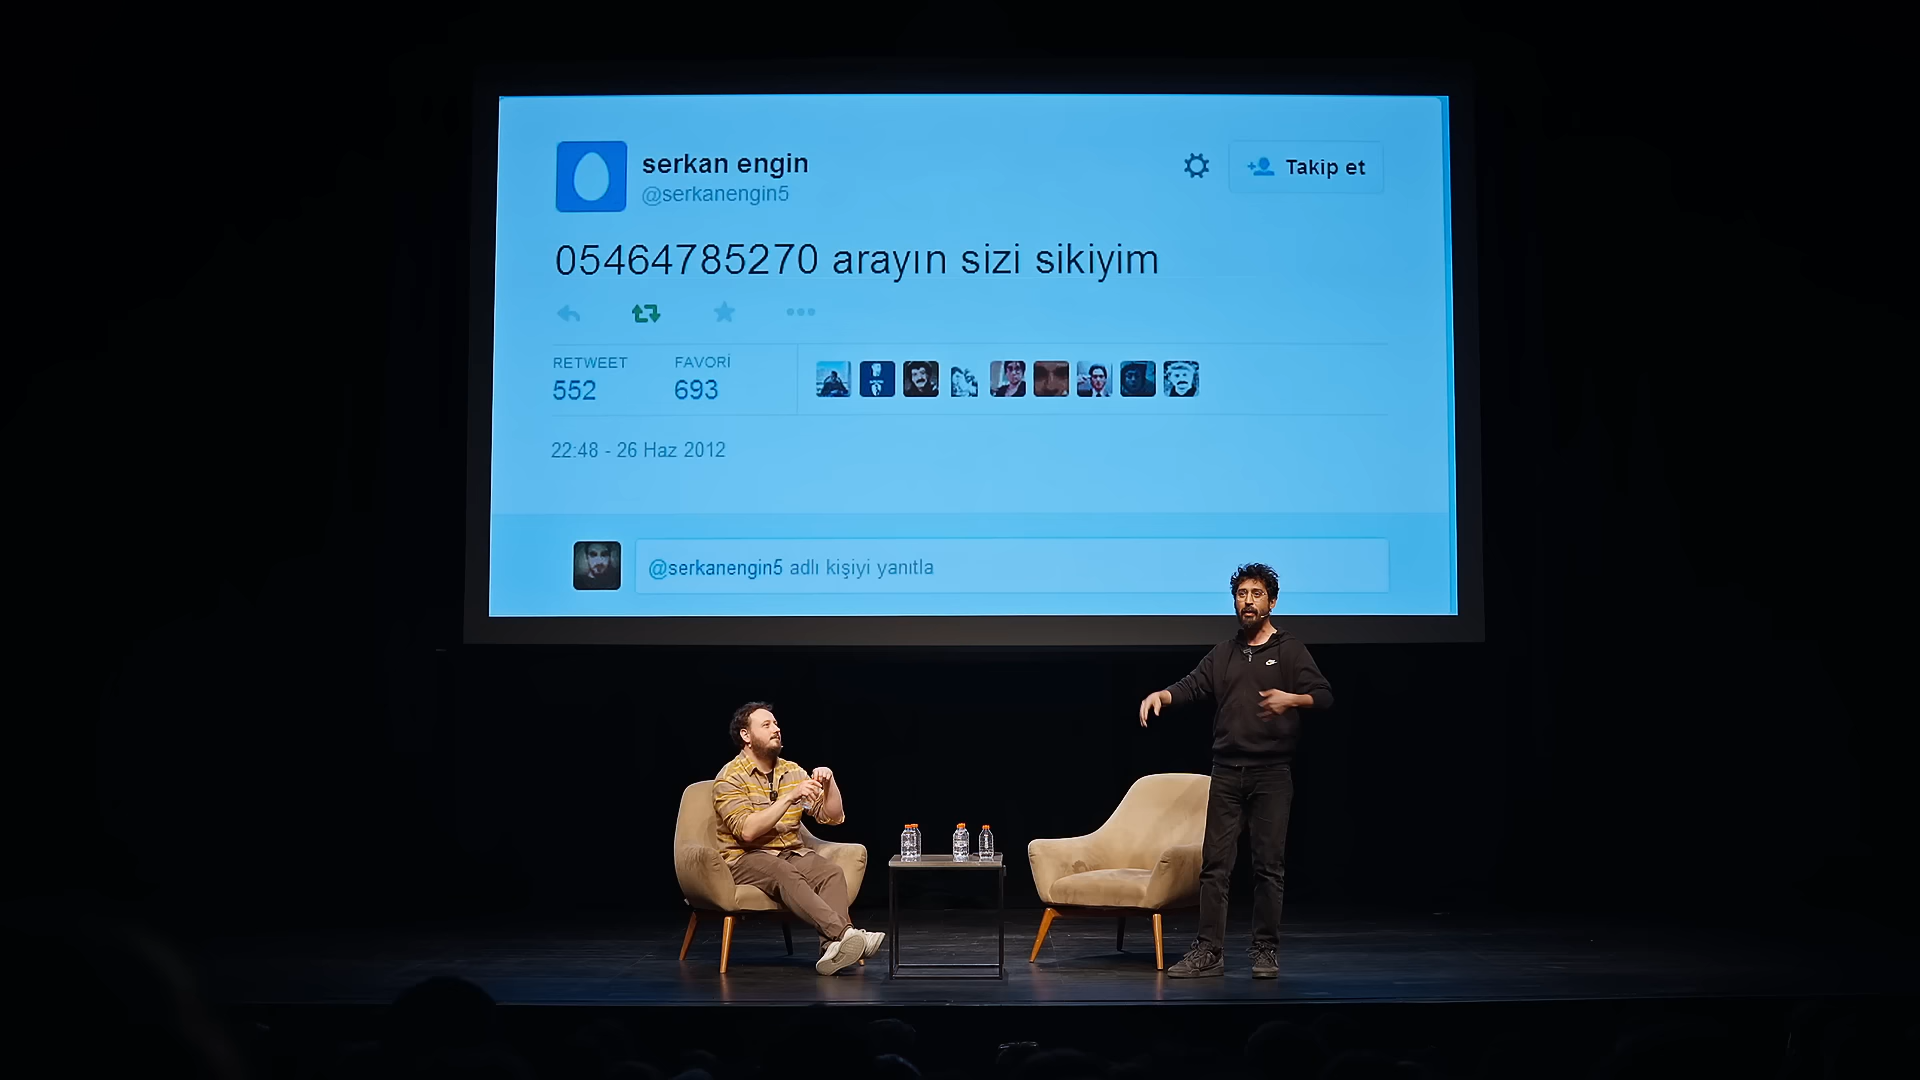 serkan engin
@serkanengin5
Takip et
05464785270 arayın sizi sikiyim
RETWEET
FAVORİ
552
693
22:48 - 26 Haz 2012
@serkanengin5 adlı kişiyi yanıtla